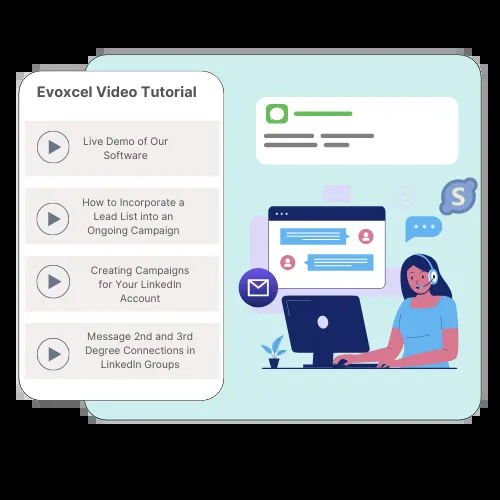 Evoxcel Video Tutorial
Live Demo of Our
Software
How to Incorporate a
Lead List into an
Ongoing Campaign
Creating Campaigns
for Your LinkedIn
Account
Message 2nd and 3rd
Degree Connections in
LinkedIn Groups
S